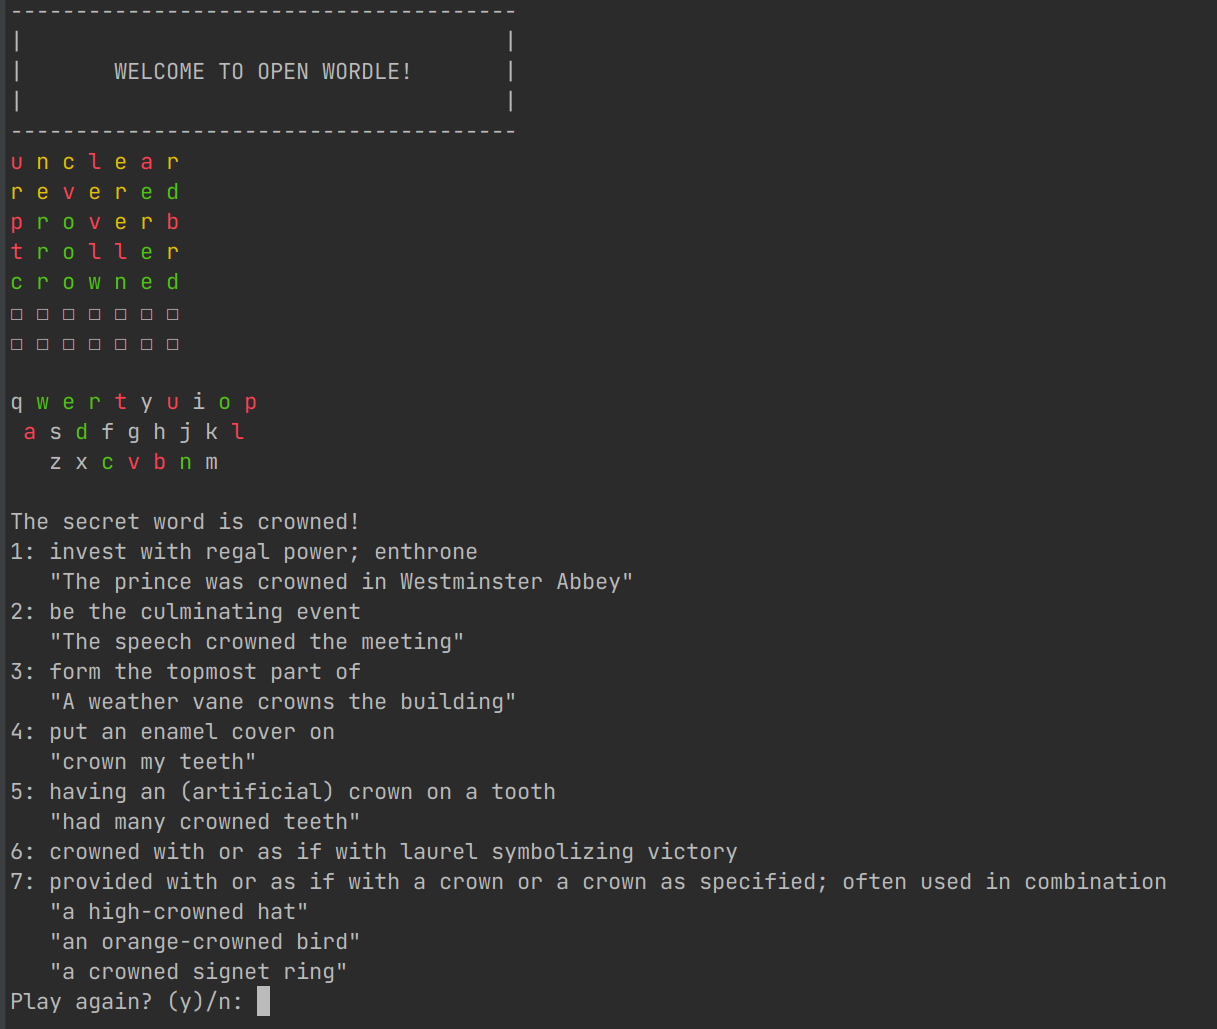 ---------------------------------------
|                                     |
|       WELCOME TO OPEN WORDLE!       |
|                                     |
---------------------------------------
u n c l e a r
r e v e r e d
p r o v e r b
t r o l l e r
c r o w n e d
□ □ □ □ □ □ □
□ □ □ □ □ □ □
q w e r t y u i o p
a s d f g h j k l
z x c v b n m
The secret word is crowned!
1: invest with regal power; enthrone
"The prince was crowned in Westminster Abbey"
2: be the culminating event
"The speech crowned the meeting"
3: form the topmost part of
"A weather vane crowns the building"
4: put an enamel cover on
"crown my teeth"
5: having an (artificial) crown on a tooth
"had many crowned teeth"
6: crowned with or as if with laurel symbolizing victory
7: provided with or as if with a crown or a crown as specified; often used in combination
"a high-crowned hat"
"an orange-crowned bird"
"a crowned signet ring"
Play again? (y)/n: